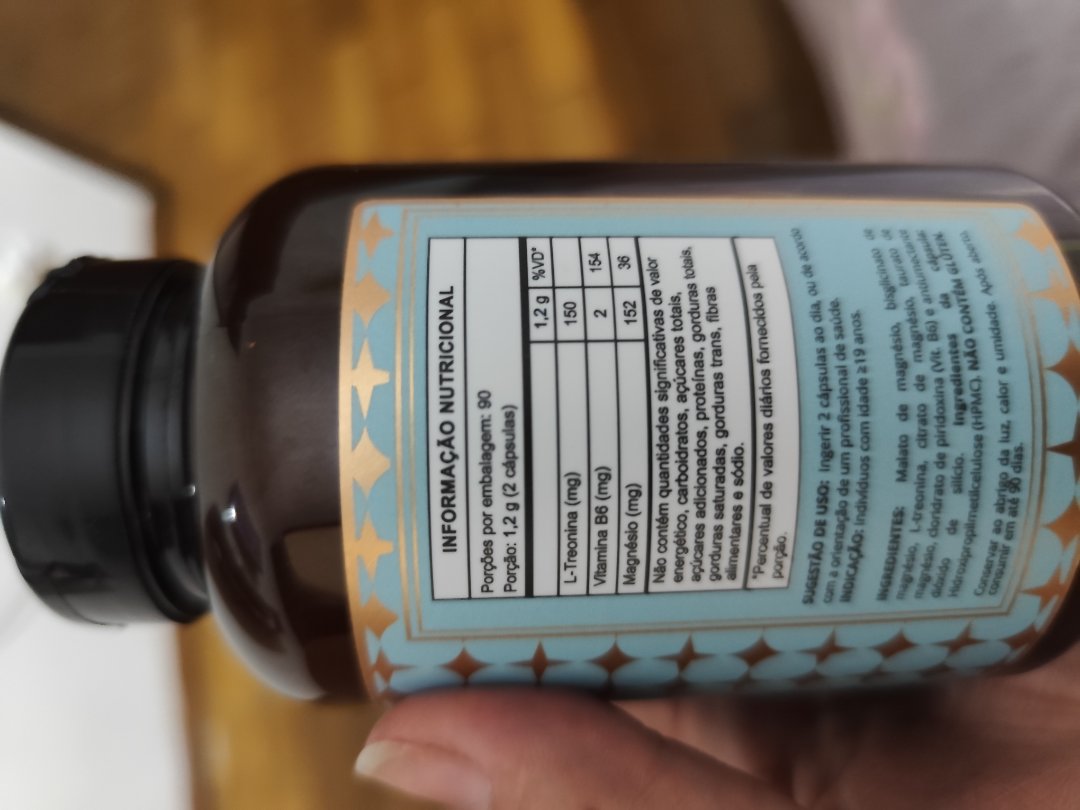 INFORMAÇÃO NUTRICIONAL
Porções por embalagem: 90
Porção: 1,2 g (2 cápsulas)
1,2 g %VD*
L-Treonina (mg) 150
Vitamina B6 (mg) 2 154
Magnésio (mg) 152 36
Não contém quantidades significativas de valor
energético, carboidratos, açúcares totais,
açúcares adicionados, proteínas, gorduras totais,
gorduras saturadas, gorduras trans, fibras
alimentares e sódio.
*Percentual de valores diários fornecidos pela
porção.
SUGESTÃO DE USO: Ingerir 2 cápsulas ao dia, ou de acordo
com a orientação de um profissional de saúde.
INDICAÇÃO: indivíduos com idade ≥19 anos.
INGREDIENTES: Malato de magnésio, bisglicinato de
magnésio, L-treonina, citrato de magnésio, taurato de
magnésio, cloridrato de piridoxina (Vit. B6) e antiumectante
dióxido de silício. Ingredientes da cápsula:
Hidroxipropilmetilcelulose (HPMC). NÃO CONTÉM GLÚTEN.
Conservar ao abrigo da luz, calor e umidade. Após aberto,
consumir em até 90 dias.